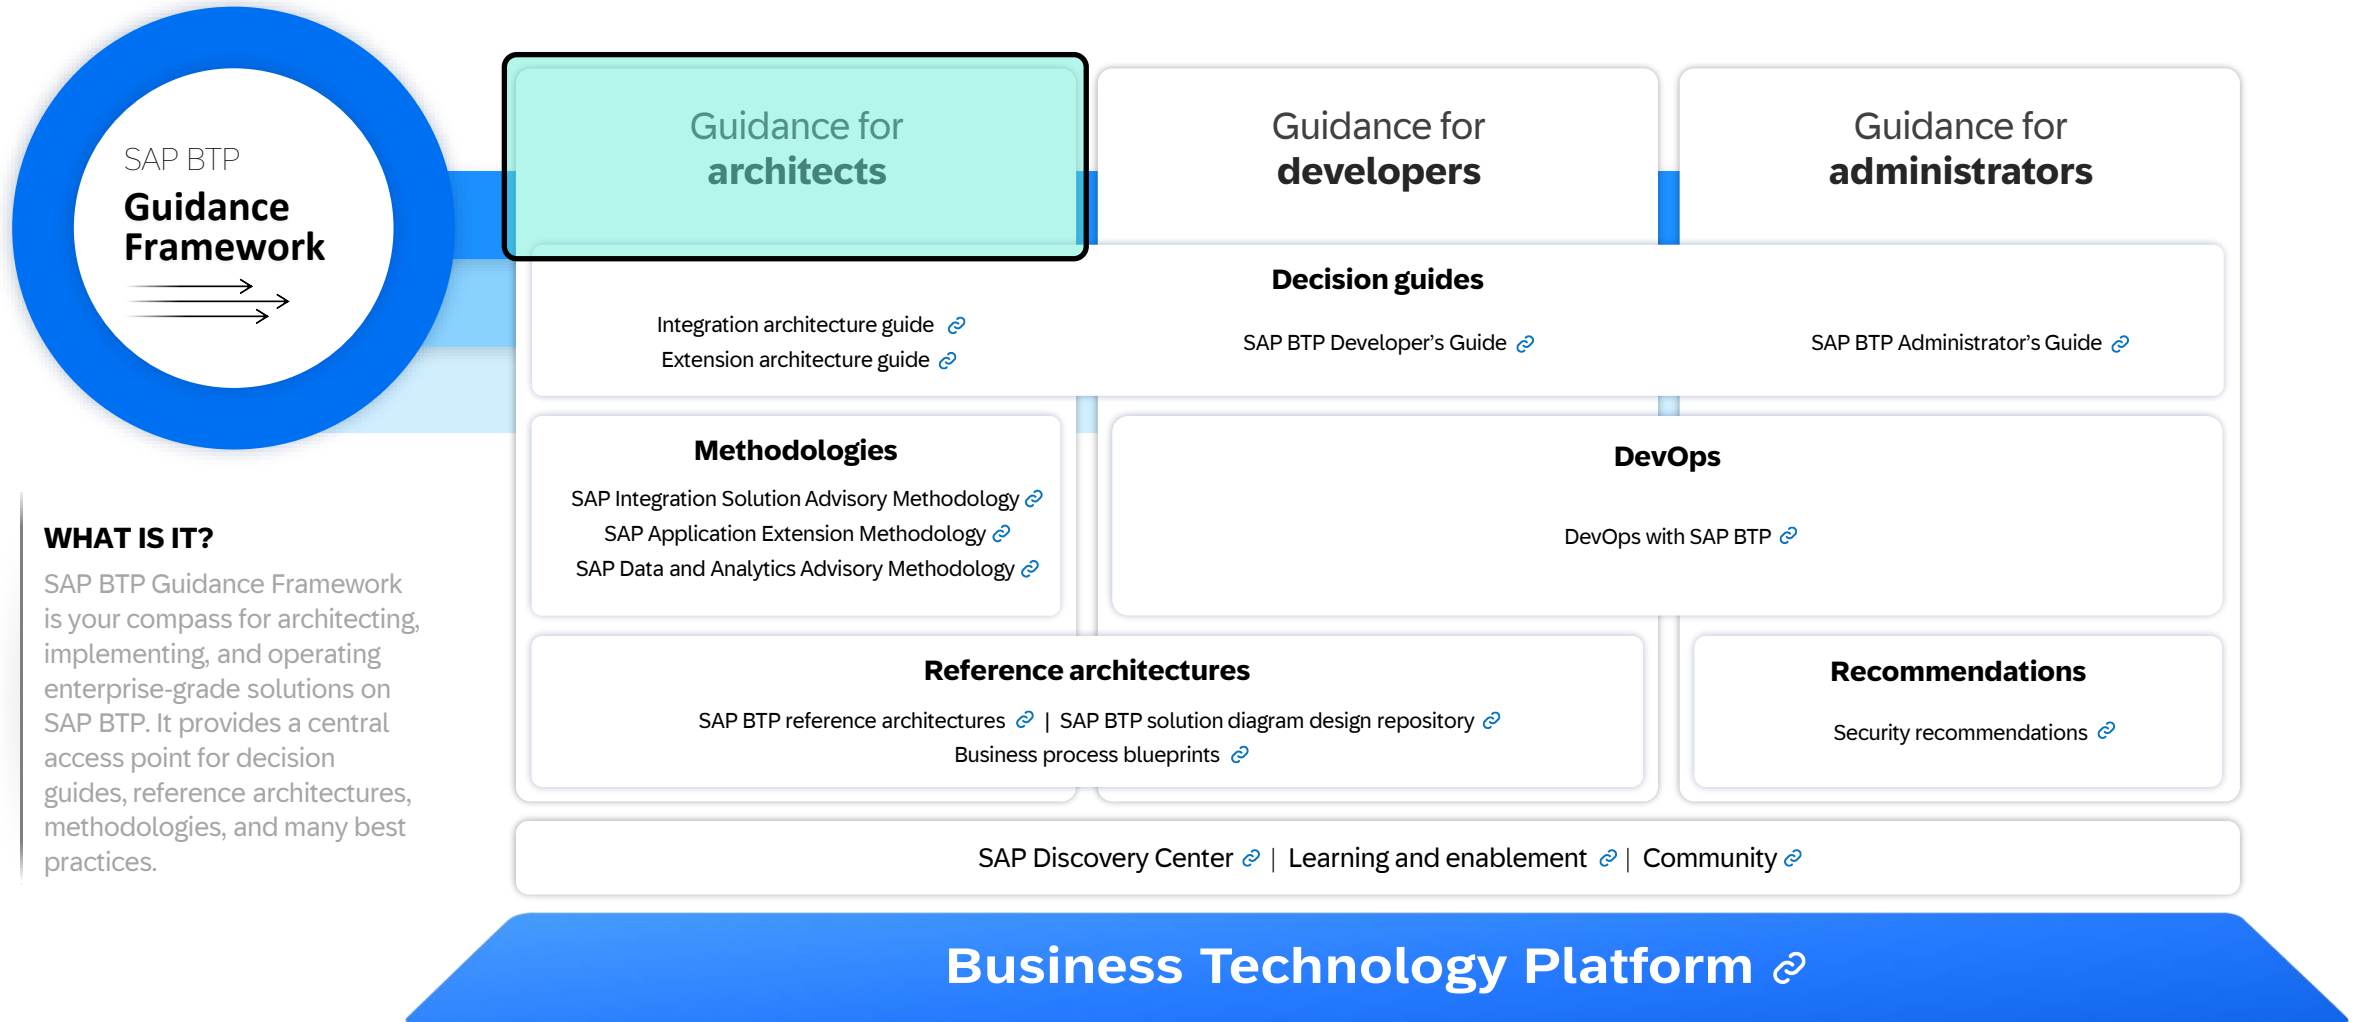 SAP BTP
Guidance
Framework
WHAT IS IT?
SAP BTP Guidance Framework
is your compass for architecting,
implementing, and operating
enterprise-grade solutions on
SAP BTP. It provides a central
access point for decision
guides, reference architectures,
methodologies, and many best
practices.
Guidance for
architects
Guidance for
developers
Guidance for
administrators
Decision guides
Integration architecture guide
Extension architecture guide
SAP BTP Developer’s Guide
SAP BTP Administrator’s Guide
Methodologies
SAP Integration Solution Advisory Methodology
SAP Application Extension Methodology
SAP Data and Analytics Advisory Methodology
DevOps
DevOps with SAP BTP
Reference architectures
SAP BTP reference architectures | SAP BTP solution diagram design repository
Business process blueprints
Recommendations
Security recommendations
SAP Discovery Center | Learning and enablement | Community
Business Technology Platform